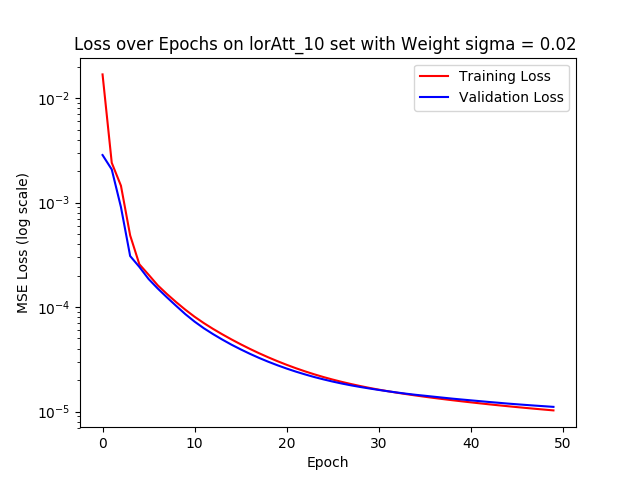 Loss over Epochs on lorAtt_10 set with Weight sigma = 0.02
Training Loss
Validation Loss
MSE Loss (log scale)
10⁻²
10⁻³
10⁻⁴
10⁻⁵
0 10 20 30 40 50
Epoch